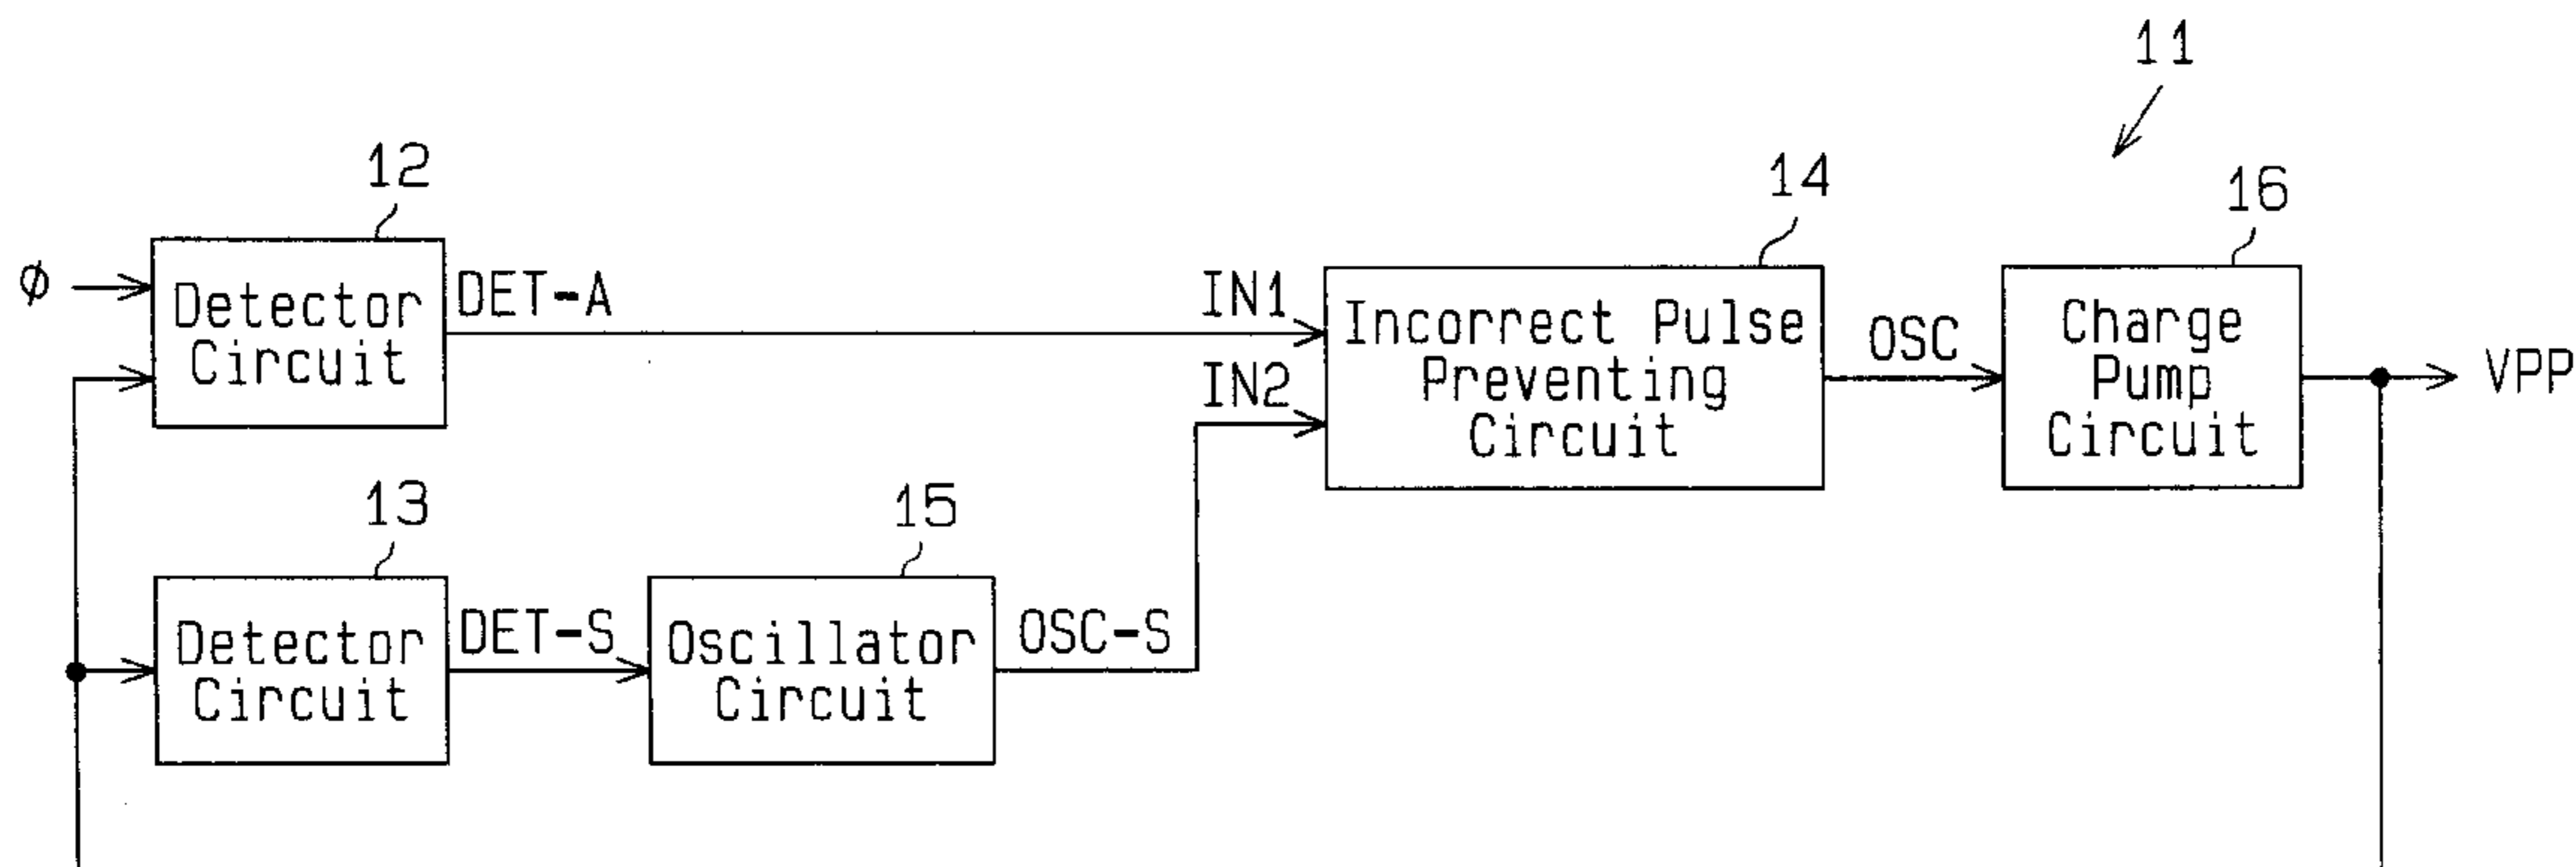 11
12
14
16
φ
Detector
Circuit
DET-A
IN1
IN2
Incorrect Pulse
Preventing
Circuit
OSC
Charge
Pump
Circuit
VPP
13
15
Detector
Circuit
DET-S
Oscillator
Circuit
OSC-S